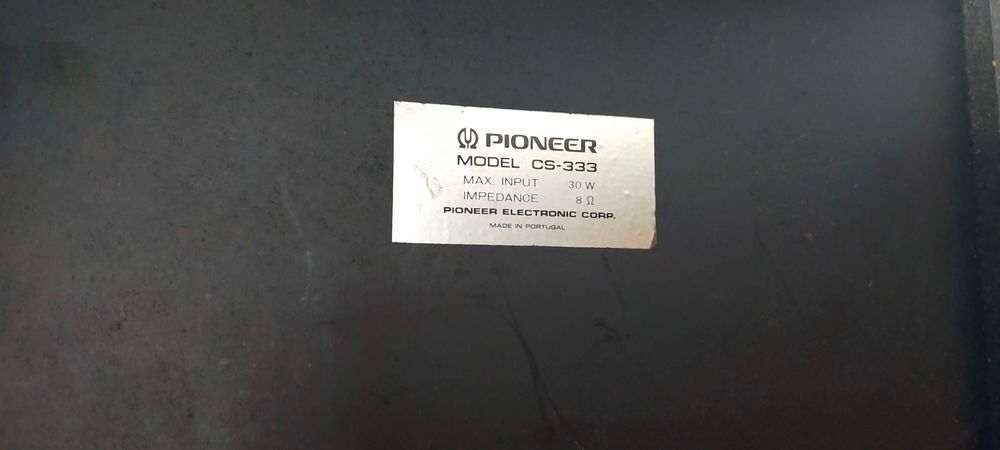 PIONEER
MODEL CS-333
MAX. INPUT 30 W
IMPEDANCE 8 Ω
PIONEER ELECTRONIC CORP.
MADE IN PORTUGAL